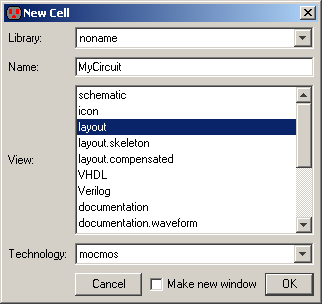 New Cell
Library: noname
Name: MyCircuit
View:
schematic
icon
layout
layout.skeleton
layout.compensated
VHDL
Verilog
documentation
documentation.waveform
Technology: mocmos
Cancel Make new window OK